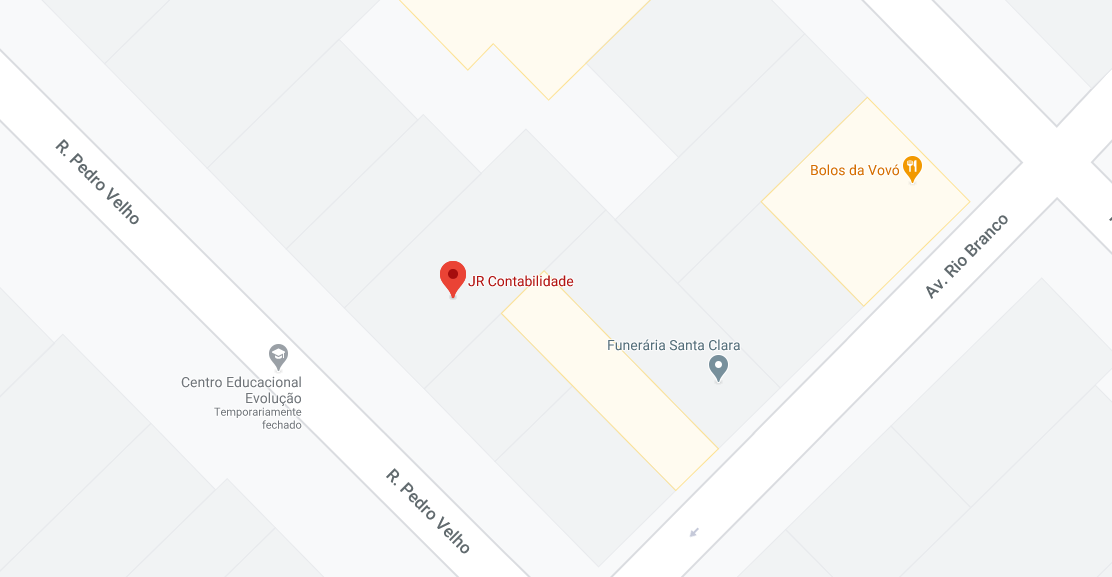 R. Pedro Velho
Bolos da Vovó
Av. Rio Branco
JR Contabilidade
Funerária Santa Clara
Centro Educacional
Evolução
Temporariamente
fechado
R. Pedro Velho